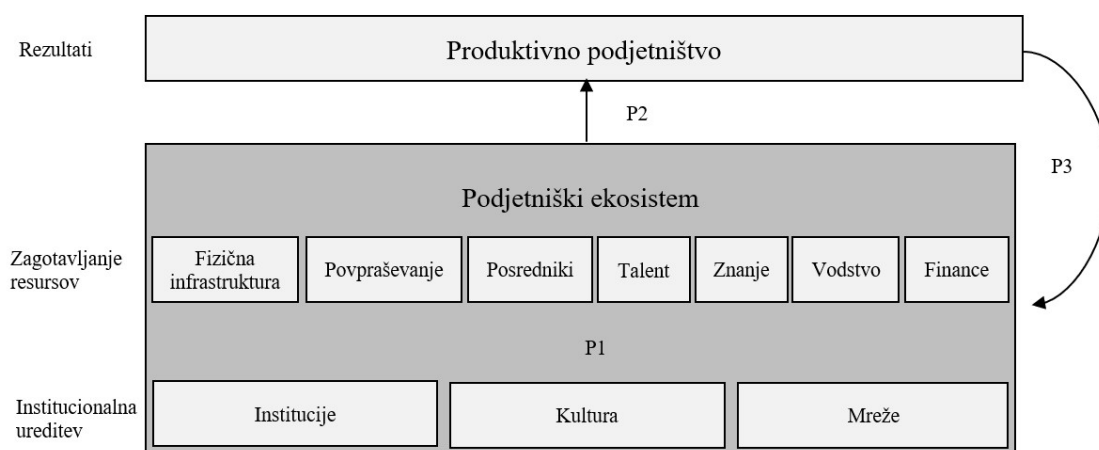 Rezultati
Produktivno podjetništvo
P2
P3
Podjetniški ekosistem
Zagotavljanje
resursov
Fizična
infrastruktura
Povpraševanje
Posredniki
Talent
Znanje
Vodstvo
Finance
P1
Institucionalna
ureditev
Institucije
Kultura
Mreže